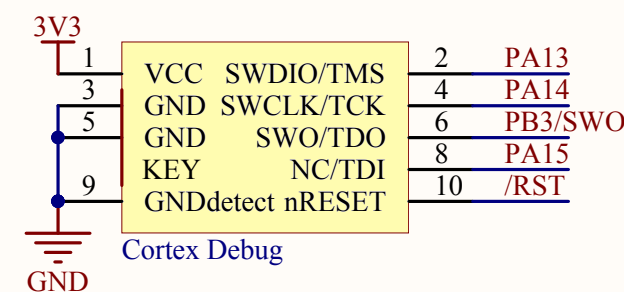 3V3
1 VCC SWDIO/TMS 2 PA13
3 GND SWCLK/TCK 4 PA14
5 GND SWO/TDO 6 PB3/SWO
KEY NC/TDI 8 PA15
9 GNDdetect nRESET 10 /RST
Cortex Debug
GND